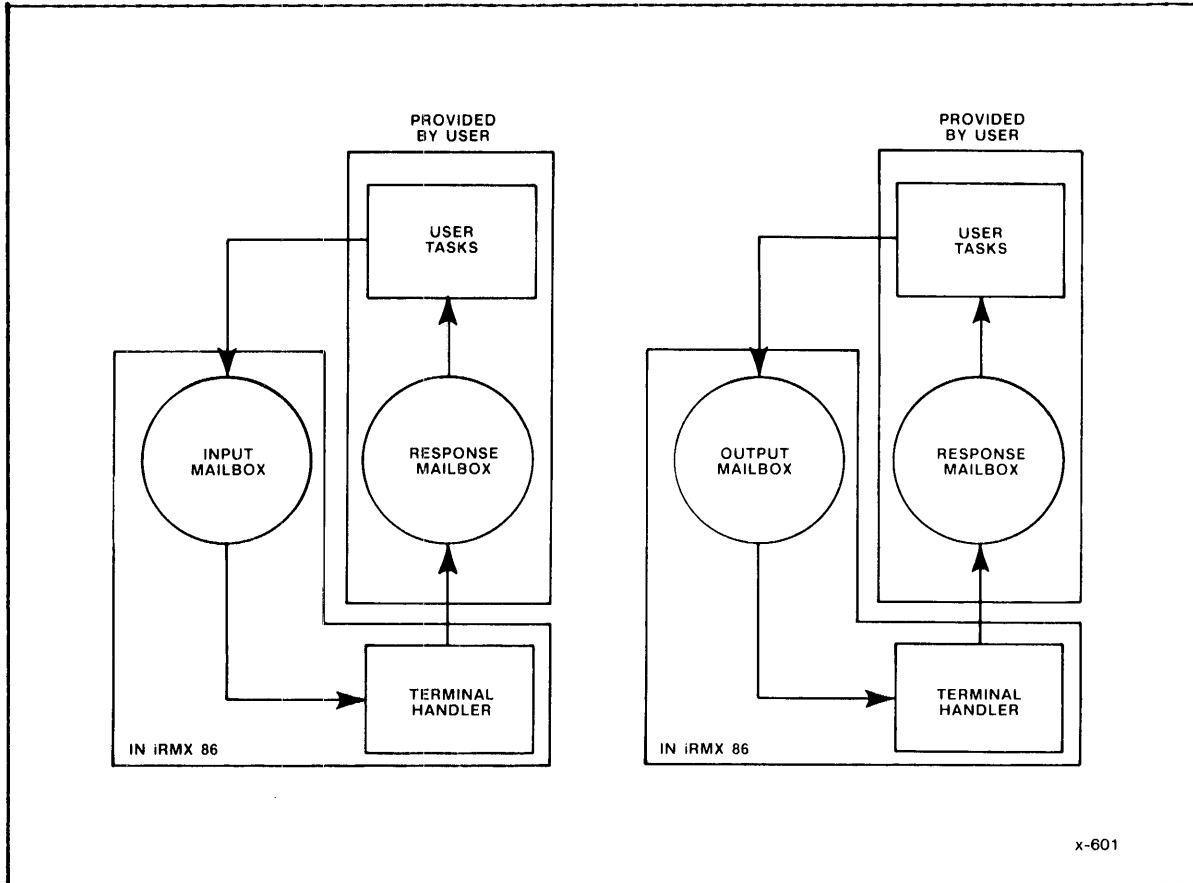 PROVIDED
BY USER
USER
TASKS
INPUT
MAILBOX
RESPONSE
MAILBOX
TERMINAL
HANDLER
IN iRMX 86
PROVIDED
BY USER
USER
TASKS
OUTPUT
MAILBOX
RESPONSE
MAILBOX
TERMINAL
HANDLER
IN iRMX 86
x-601